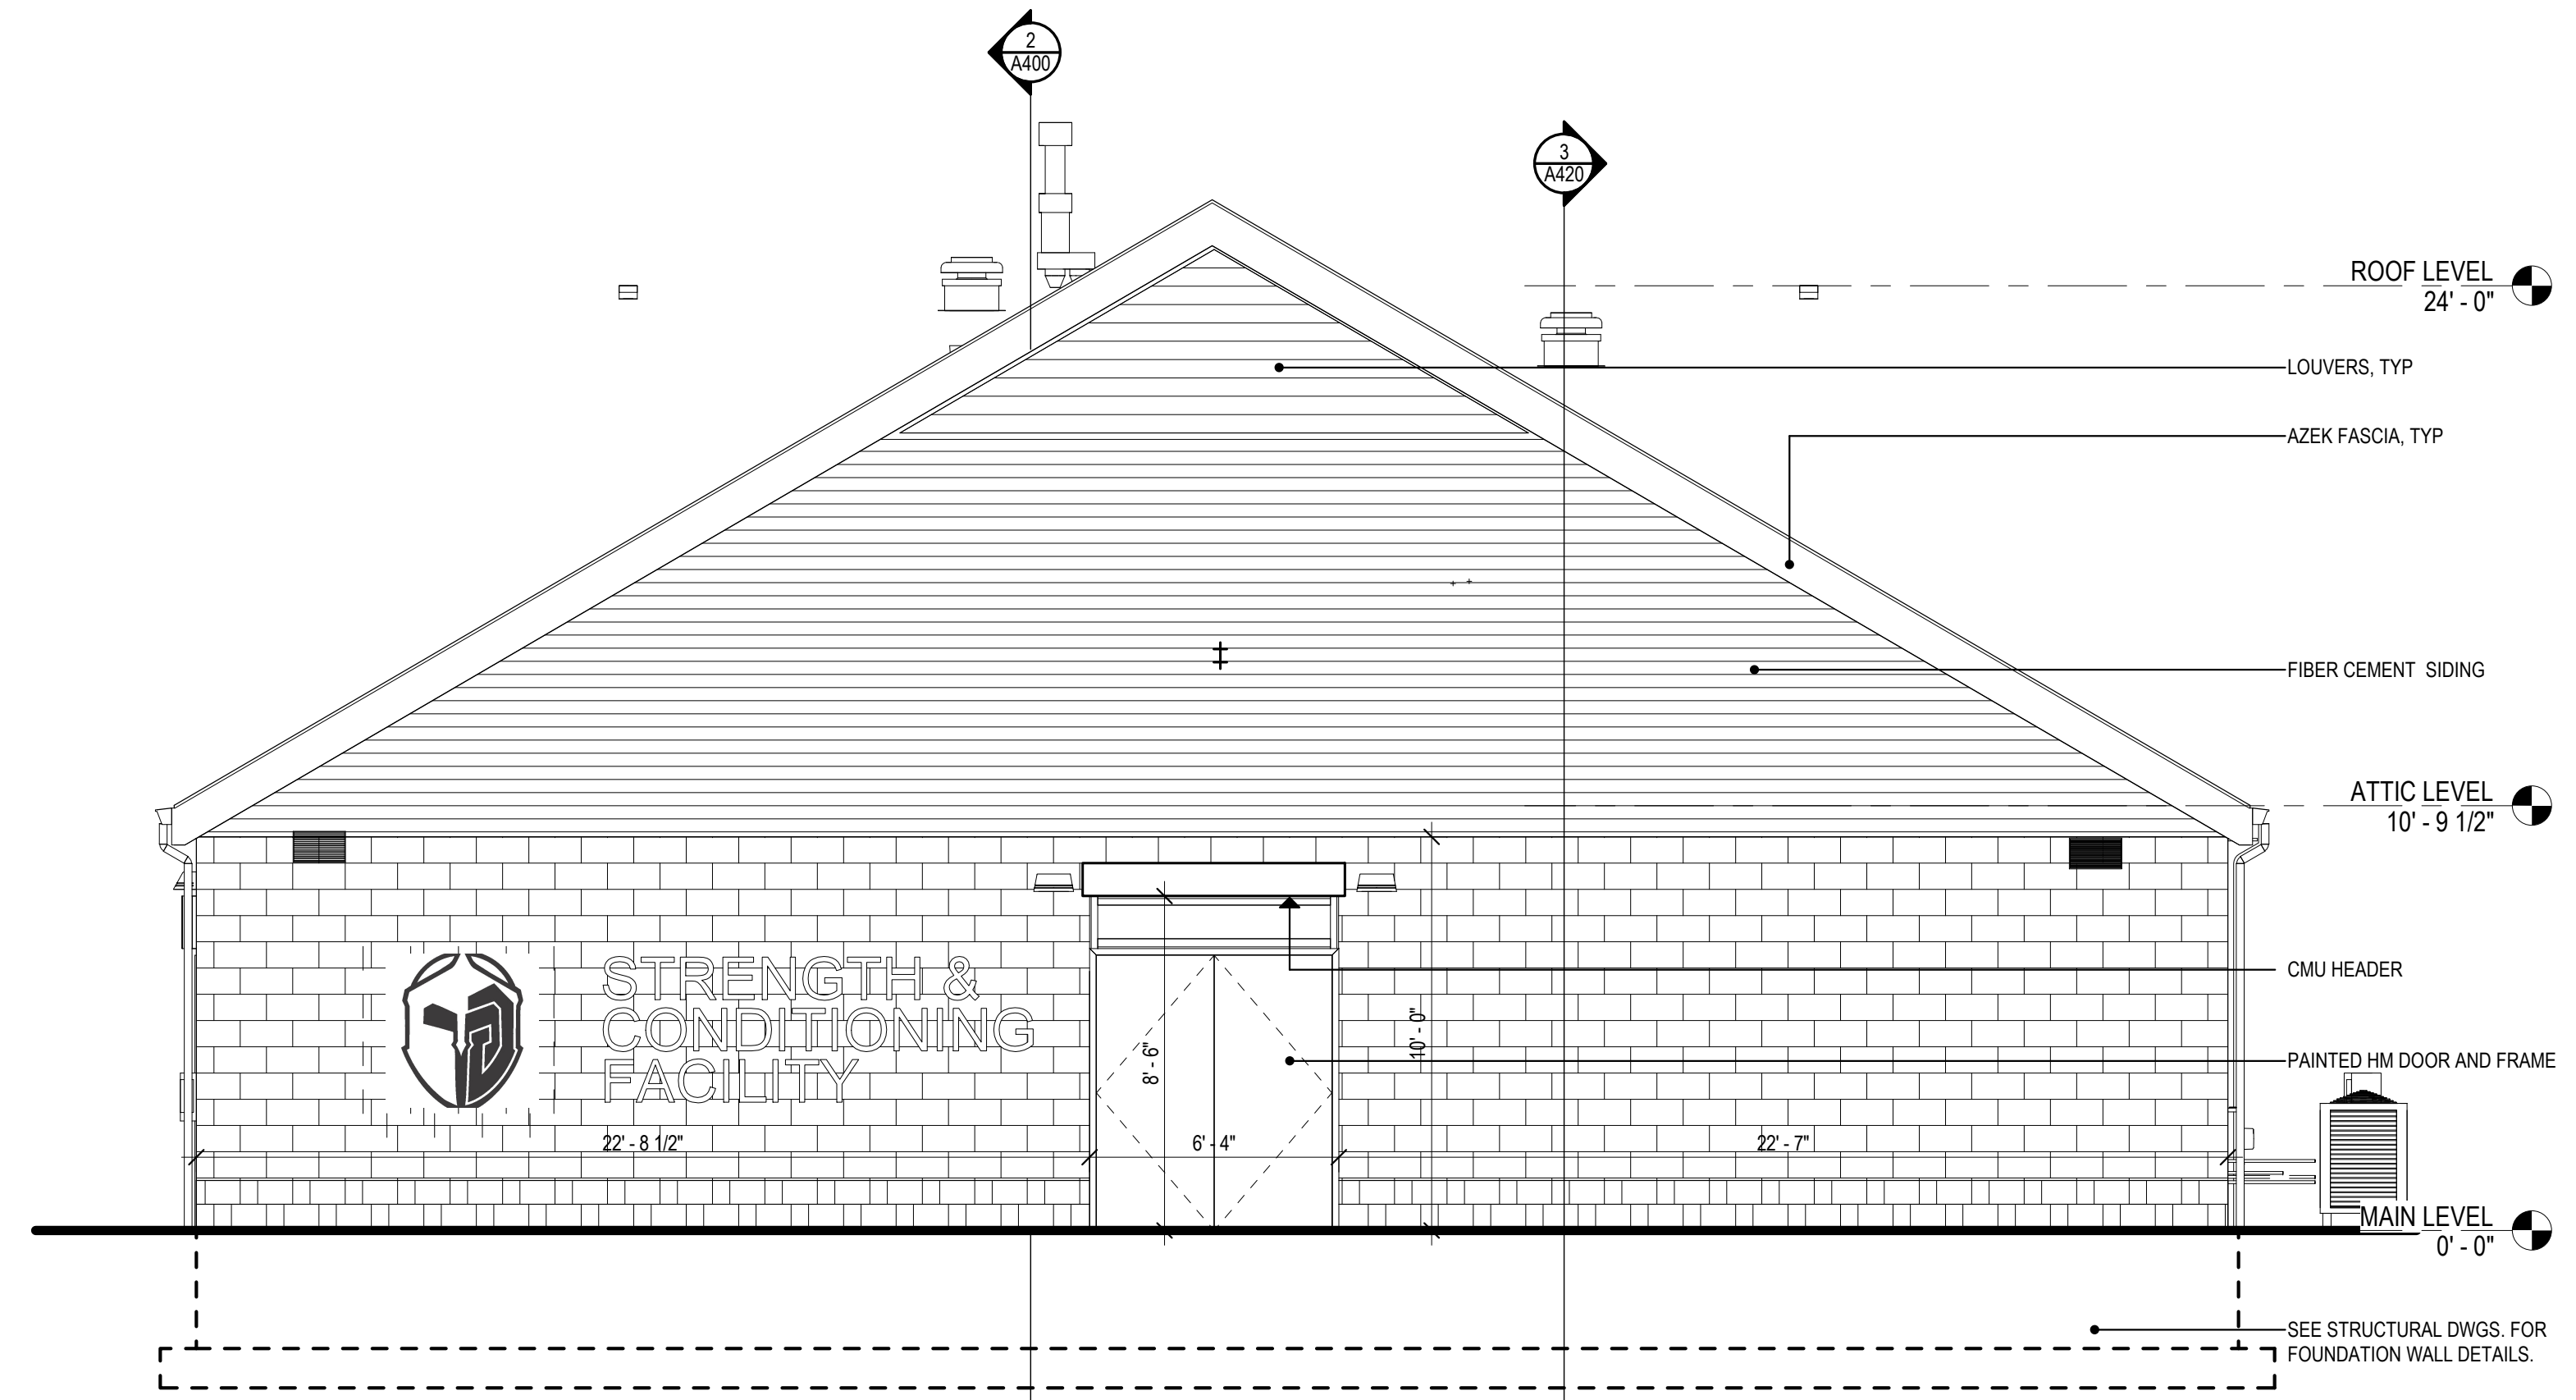 2
A400
3
A420
ROOF LEVEL
24' - 0"
LOUVERS, TYP
AZEK FASCIA, TYP
FIBER CEMENT  SIDING
ATTIC LEVEL
10' - 9 1/2"
STRENGTH &
CONDITIONING
FACILITY
CMU HEADER
10' - 0"
8' - 6"
PAINTED HM DOOR AND FRAME
22' - 8 1/2"
6' - 4"
22' - 7"
MAIN LEVEL
0' - 0"
SEE STRUCTURAL DWGS. FOR
FOUNDATION WALL DETAILS.